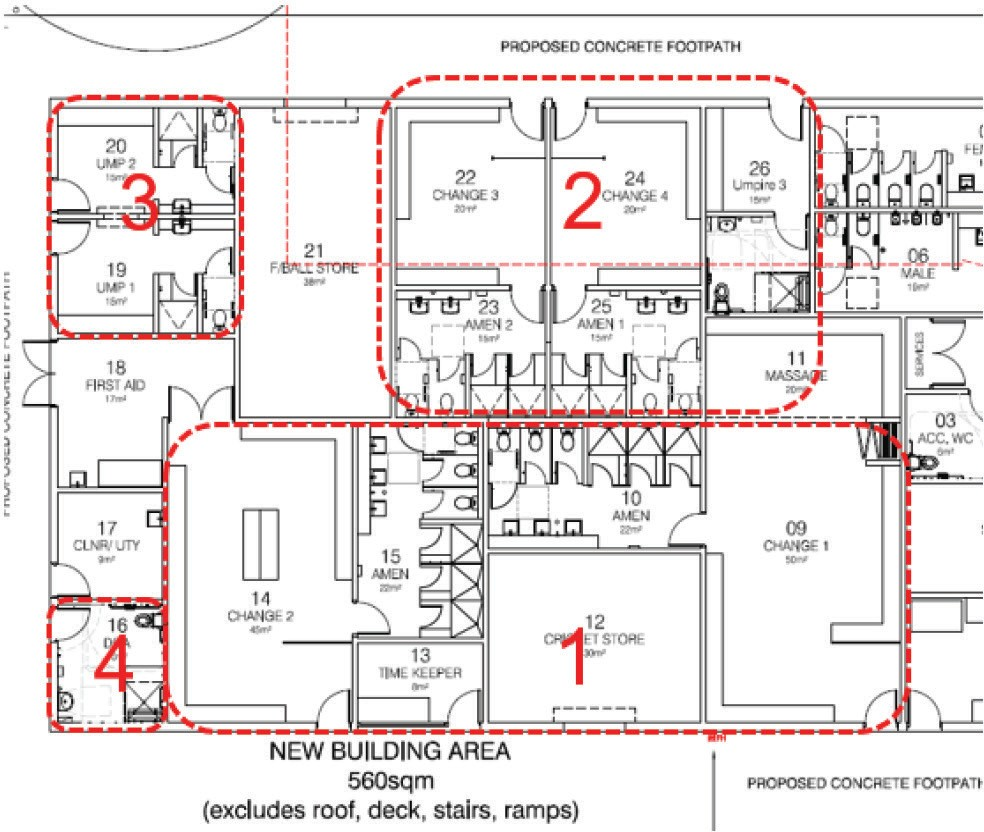 PROPOSED CONCRETE FOOTPATH
20
UMP 2
15m²
3
19
UMP 1
15m²
21
F/BALL STORE
38m²
22
CHANGE 3
20m²
2
24
CHANGE 4
20m²
26
Umpire 3
15m²
06
MALE
19m²
23
AMEN 2
15m²
25
AMEN 1
15m²
11
MASSAGE
20m²
SERVICES
03
ACC, WC
6m²
PROPOSED CONCRETE FOOTPATH
18
FIRST AID
17m²
17
CLNR/ UTY
9m²
16
4
14
CHANGE 2
45m²
15
AMEN
22m²
13
TIME KEEPER
8m²
10
AMEN
22m²
12
CRICKET STORE
30m²
1
09
CHANGE 1
50m²
NEW BUILDING AREA
560sqm
(excludes roof, deck, stairs, ramps)
PROPOSED CONCRETE FOOTPATH